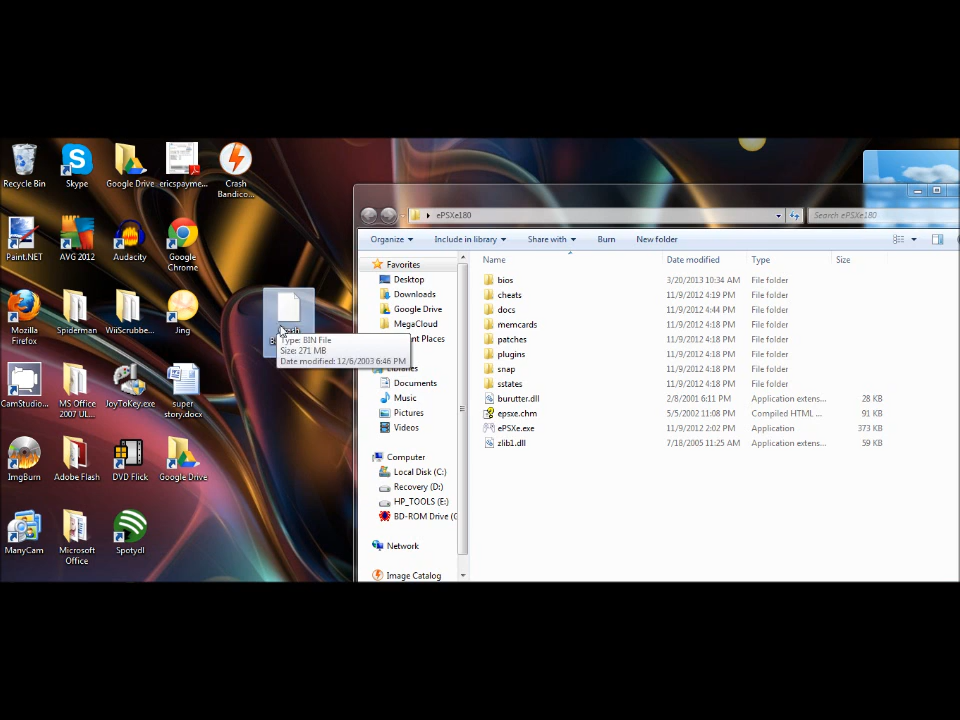 Recycle Bin
Skype
Google Drive
ericspayme...
Crash
Bandico...
Paint.NET
AVG 2012
Audacity
Google
Chrome
Mozilla
Firefox
Spiderman
WiiScrubbe...
Jing
CamStudio...
MS Office
2007 UL...
JoyToKey.exe
super
story.docx
ImgBurn
Adobe Flash
DVD Flick
Google Drive
ManyCam
Microsoft
Office
Spotydl
Type: BIN File
Size: 271 MB
Date modified: 12/6/2003 6:46 PM
ePSXe180
Search ePSXe180
Organize
Include in library
Share with
Burn
New folder
Favorites
Desktop
Downloads
Google Drive
MegaCloud
Places
Libraries
Documents
Music
Pictures
Videos
Computer
Local Disk (C:)
Recovery (D:)
HP_TOOLS (E:)
BD-ROM Drive (
Network
Image Catalog
Name Date modified Type Size
bios 3/20/2013 10:34 AM File folder
cheats 11/9/2012 4:19 PM File folder
docs 11/9/2012 4:44 PM File folder
memcards 11/9/2012 4:18 PM File folder
patches 11/9/2012 4:18 PM File folder
plugins 11/9/2012 4:18 PM File folder
snap 11/9/2012 4:18 PM File folder
sstates 11/9/2012 4:18 PM File folder
burutter.dll 2/8/2001 6:11 PM Application extens... 28 KB
epsxe.chm 5/5/2002 11:08 PM Compiled HTML ... 91 KB
ePSXe.exe 11/9/2012 2:02 PM Application 373 KB
zlib1.dll 7/18/2005 11:25 AM Application extens... 59 KB